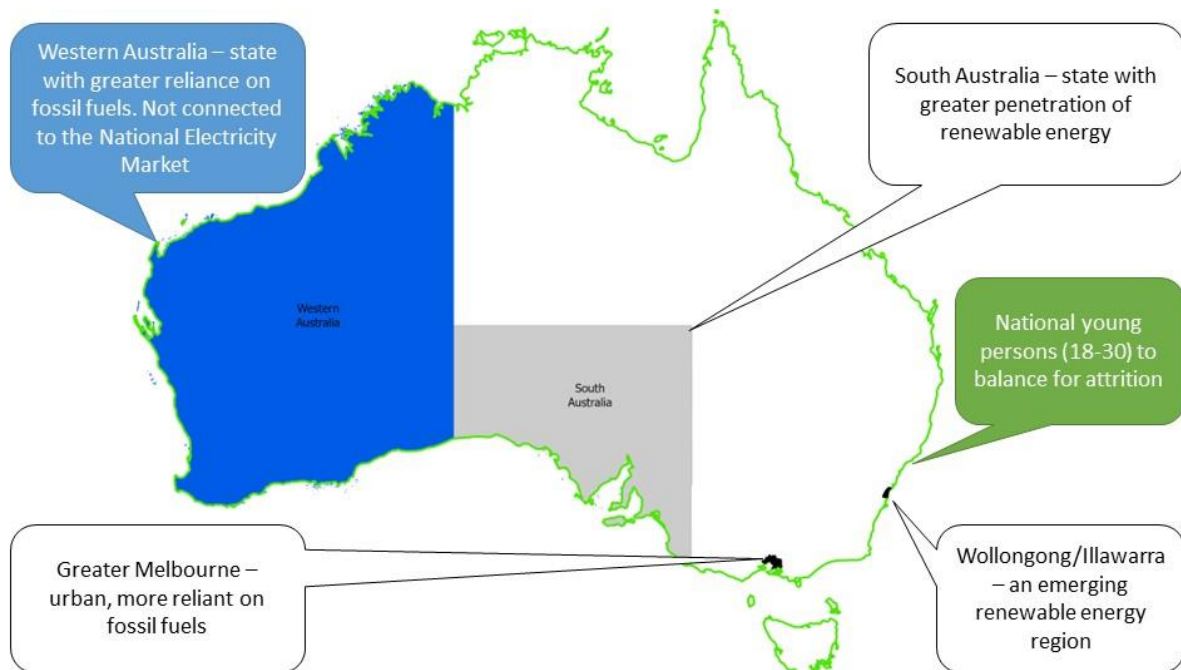 Western Australia – state
with greater reliance on
fossil fuels. Not connected
to the National Electricity
Market
South Australia – state with
greater penetration of
renewable energy
Western
Australia
National young
persons (18-30) to
balance for attrition
South
Australia
Greater Melbourne –
urban, more reliant on
fossil fuels
Wollongong/Illawarra
– an emerging
renewable energy
region